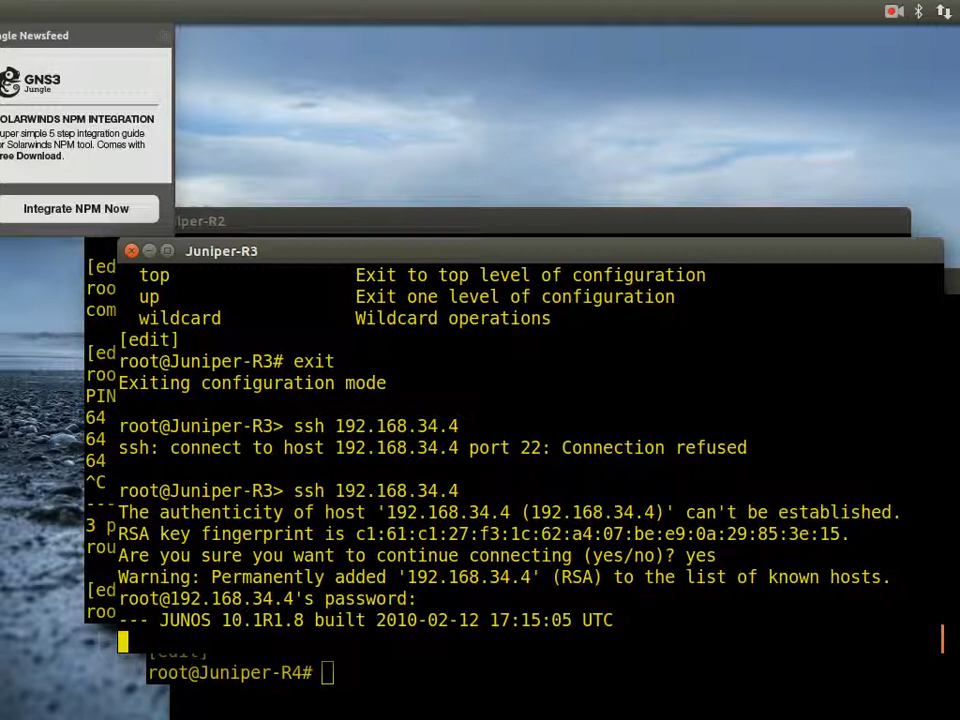 gle Newsfeed
GNS3
Jungle
OLARWINDS NPM INTEGRATION
uper simple 5 step integration guide
or Solarwinds NPM tool. Comes with
ree Download.
Integrate NPM Now
iper-R2
Juniper-R3
[ed
roo
com
[ed
roo
PIN
64
64
64
^C
---
3 p
rou
[ed
roo
top Exit to top level of configuration
up Exit one level of configuration
wildcard Wildcard operations
[edit]
root@Juniper-R3# exit
Exiting configuration mode
root@Juniper-R3> ssh 192.168.34.4
ssh: connect to host 192.168.34.4 port 22: Connection refused
root@Juniper-R3> ssh 192.168.34.4
The authenticity of host '192.168.34.4 (192.168.34.4)' can't be established.
RSA key fingerprint is c1:61:c1:27:f3:1c:62:a4:07:be:e9:0a:29:85:3e:15.
Are you sure you want to continue connecting (yes/no)? yes
Warning: Permanently added '192.168.34.4' (RSA) to the list of known hosts.
root@192.168.34.4's password:
--- JUNOS 10.1R1.8 built 2010-02-12 17:15:05 UTC
[edit]
root@Juniper-R4#